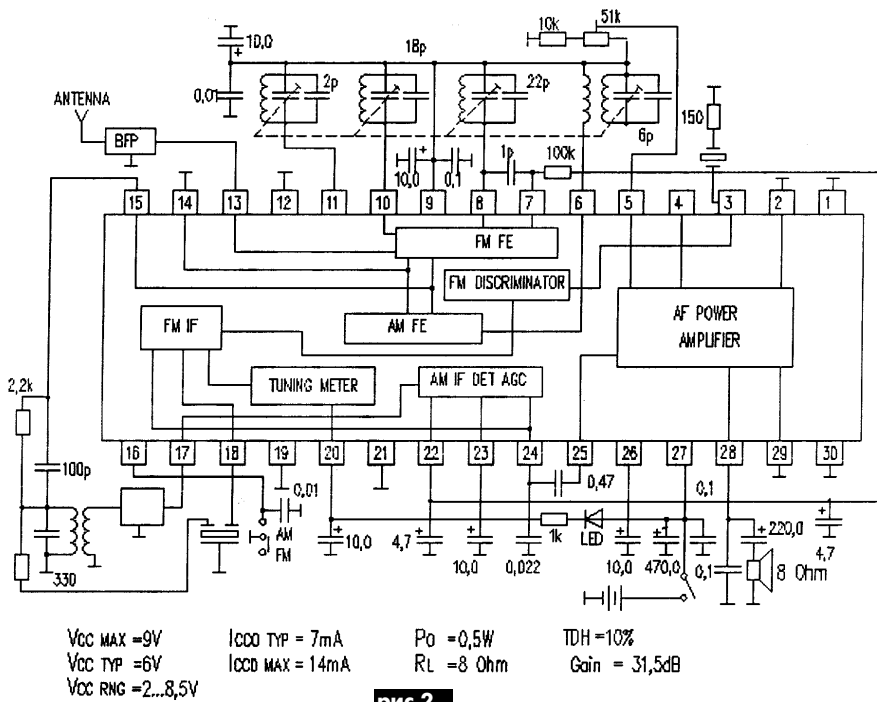 10k
51k
10,0
18p
0,01
2p
22p
6p
150
ANTENNA
BFP
10,0
0,1
1p
100k
15
14
13
12
11
10
9
8
7
6
5
4
3
2
1
FM FE
FM DISCRIMINATOR
AM FE
FM IF
AF POWER
AMPLIFIER
TUNING METER
AM IF DET AGC
2,2k
16
17
18
19
20
21
22
23
24
25
26
27
28
29
30
100p
0,01
AM
FM
330
0,47
0,1
10,0
4,7
10,0
0,022
1k
LED
10,0
470,0
0,1
220,0
8 Ohm
4,7
VCC MAX =9V
ICCO TYP = 7mA
PO =0,5W
TDH=10%
VCC TYP =6V
ICCD MAX = 14mA
RL =8 Ohm
Gain = 31,5dB
VCC RNG =2...8,5V